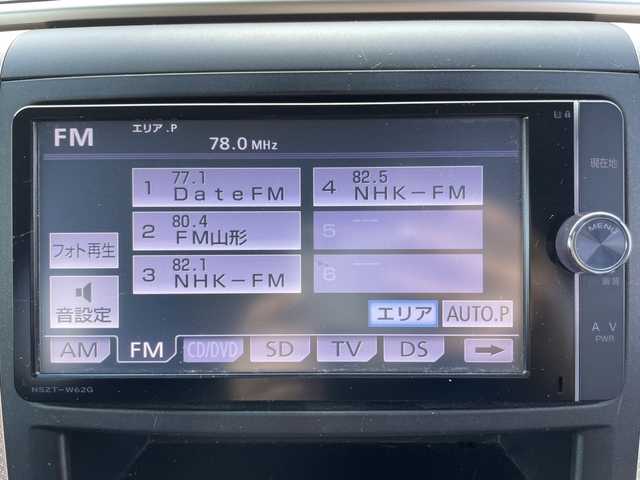 FM エリア.P
78.0 MHz
1 77.1 DateFM
4 82.5 NHK-FM
2 80.4 FM山形
5 ----
3 82.1 NHK-FM
6 ----
フォト再生
音設定
エリア AUTO.P
AM FM CD/DVD SD TV DS →
NSZT-W62G
現在地
MENU
AV
PWR